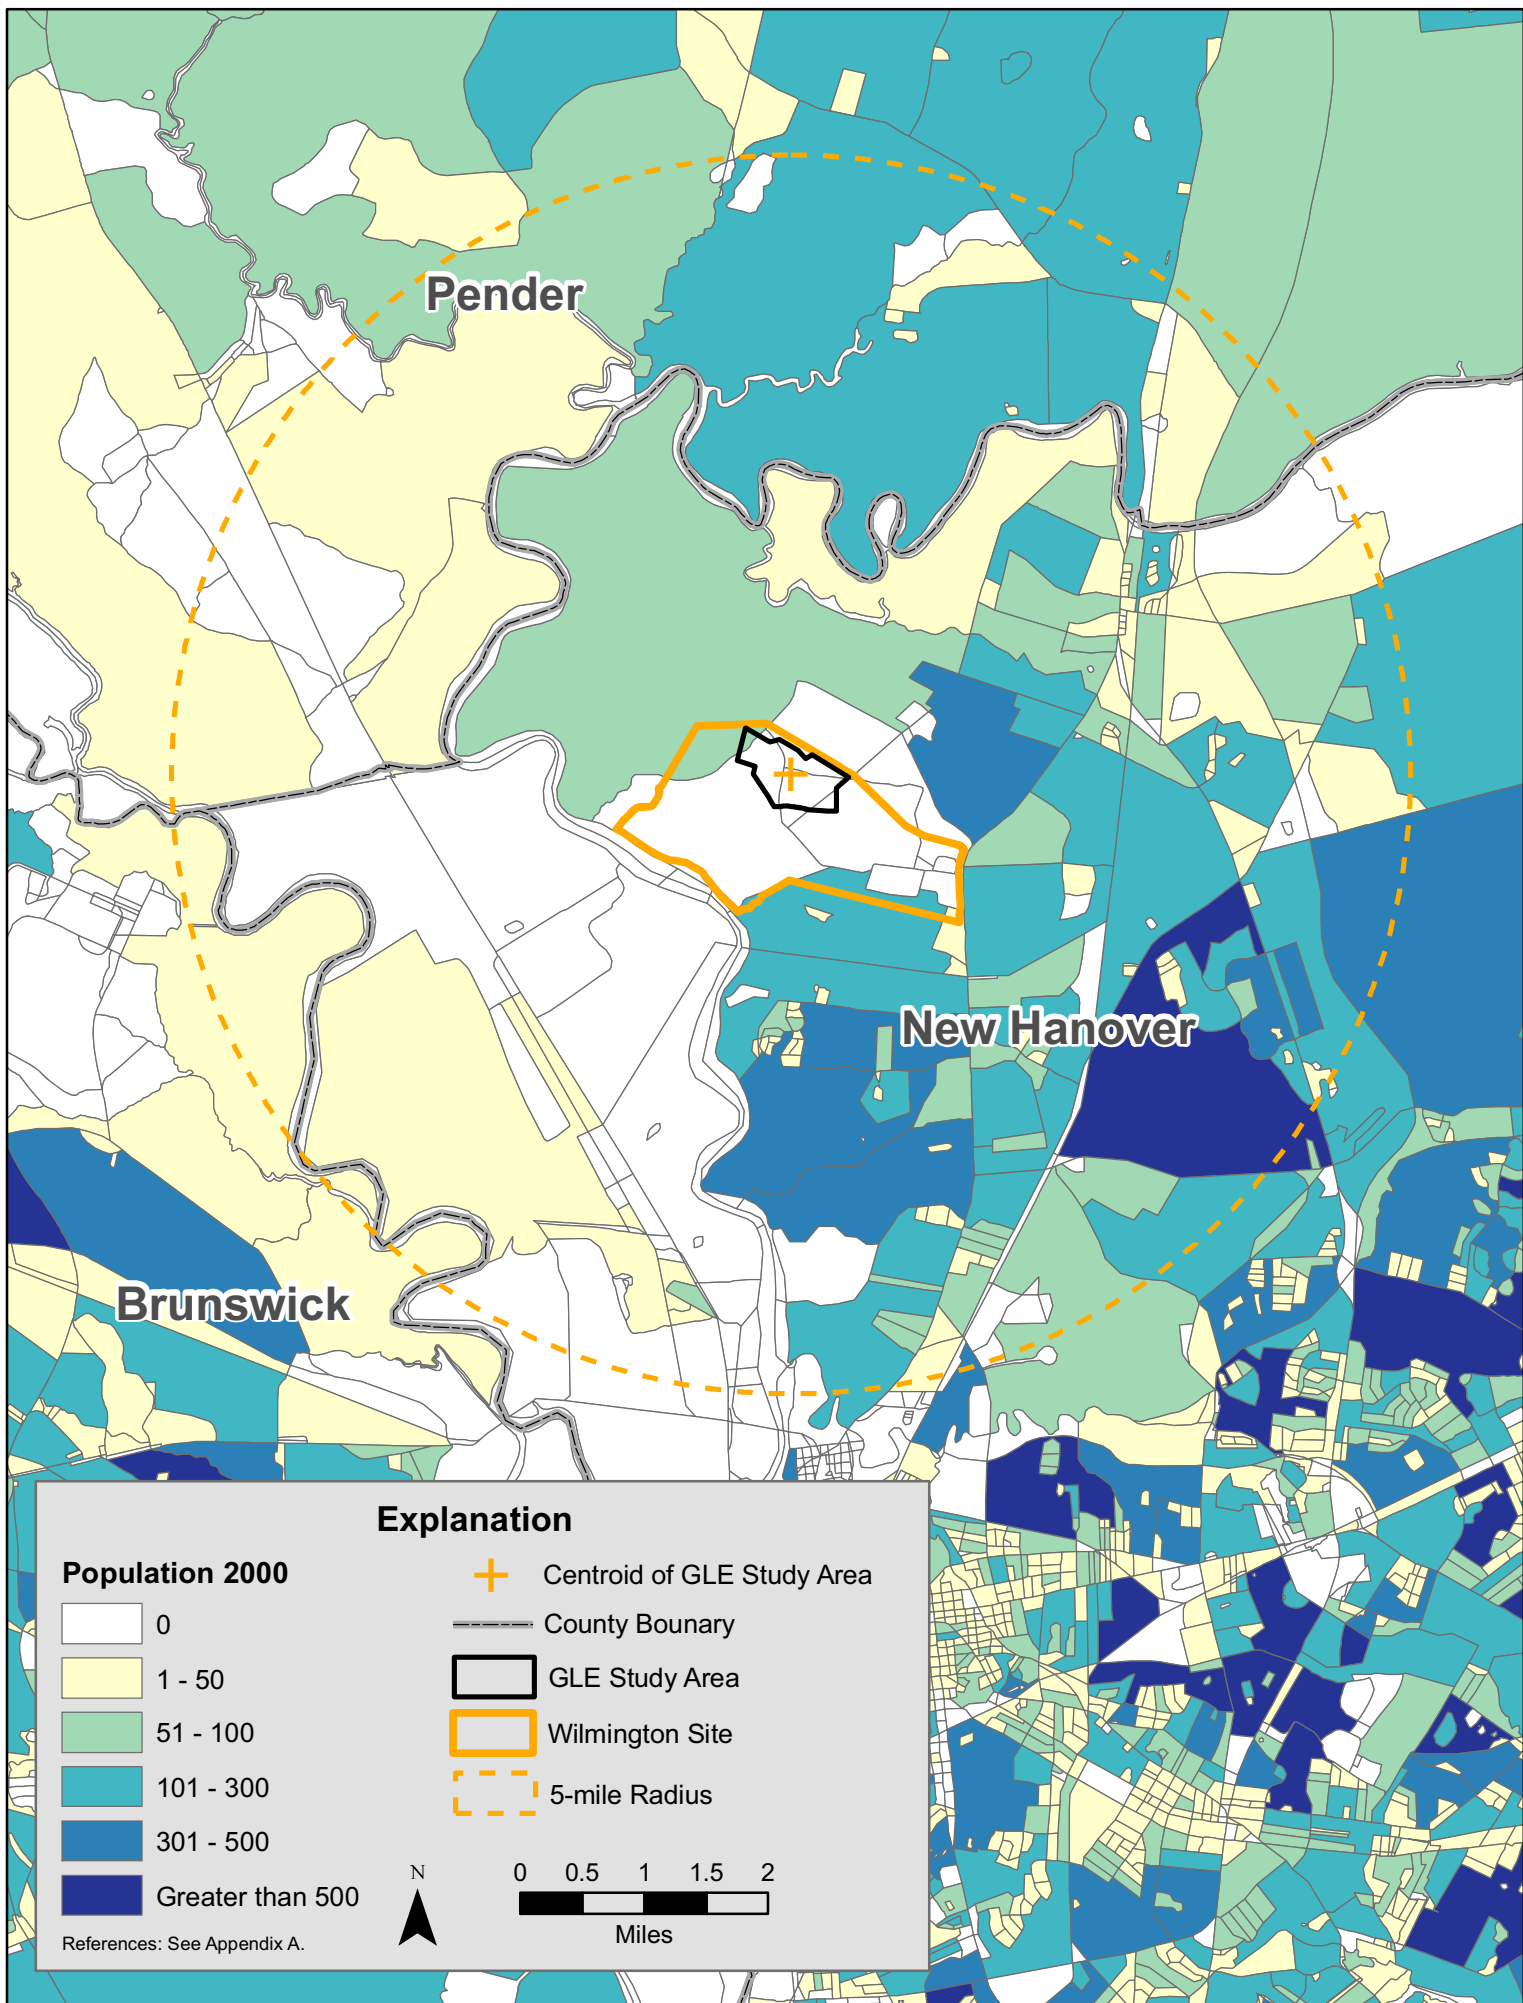 Pender
New Hanover
Brunswick
Explanation
Population 2000
0
1 - 50
51 - 100
101 - 300
301 - 500
Greater than 500
References: See Appendix A.
Centroid of GLE Study Area
County Bounary
GLE Study Area
Wilmington Site
5-mile Radius
N
0 0.5 1 1.5 2
Miles